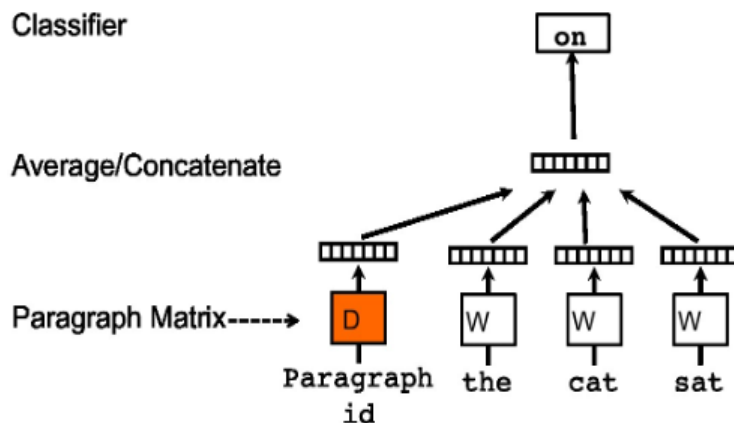 Classifier
on
Average/Concatenate
Paragraph Matrix
D
W
W
W
Paragraph
id
the
cat
sat